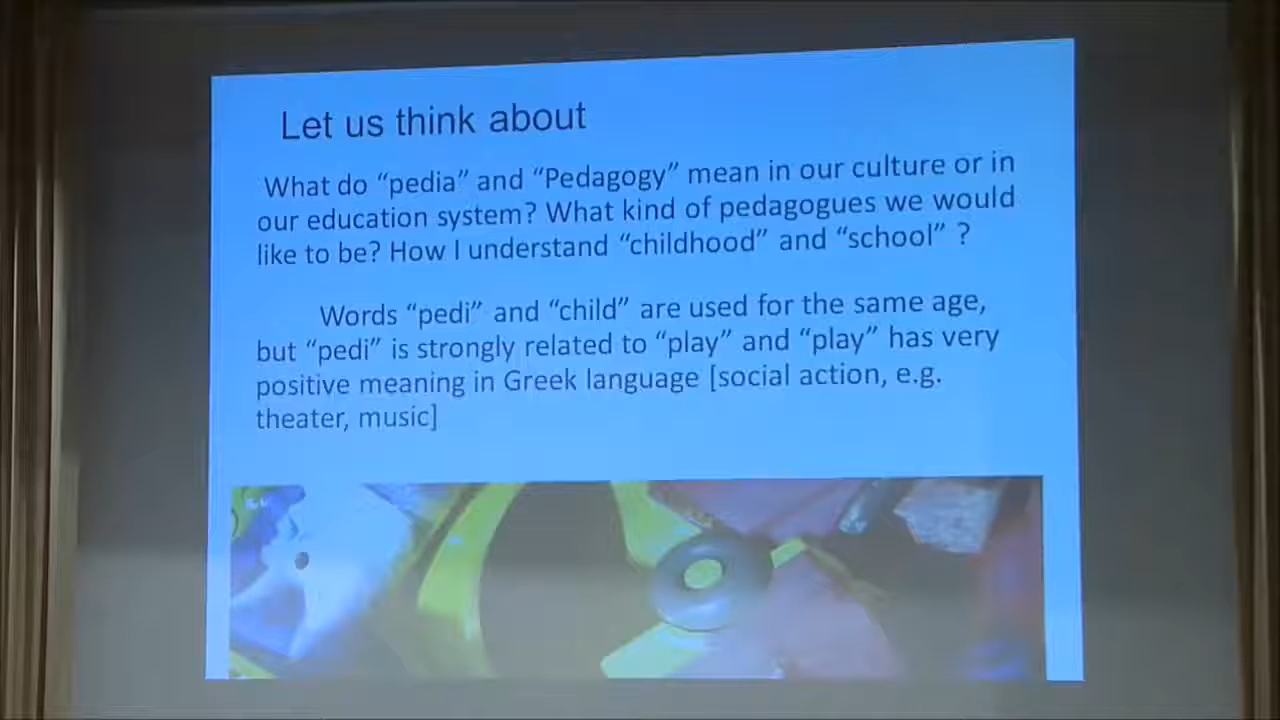 Let us think about
What do “pedia” and “Pedagogy” mean in our culture or in
our education system? What kind of pedagogues we would
like to be? How I understand “childhood” and “school” ?
Words “pedi” and “child” are used for the same age,
but “pedi” is strongly related to “play” and “play” has very
positive meaning in Greek language [social action, e.g.
theater, music]